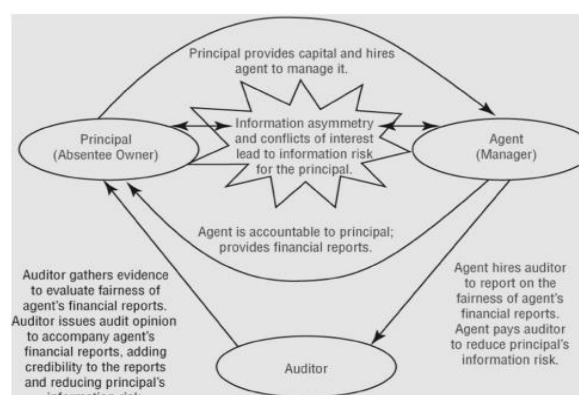 Principal provides capital and hires
agent to manage it.
Principal
(Absentee Owner)
Information asymmetry
and conflicts of interest
lead to information risk
for the principal.
Agent
(Manager)
Agent is accountable to principal;
provides financial reports.
Auditor gathers evidence
to evaluate fairness of
agent's financial reports.
Auditor issues audit opinion
to accompany agent's
financial reports, adding
credibility to the reports
and reducing principal's
information risk
Agent hires auditor
to report on the
fairness of agent's
financial reports.
Agent pays auditor
to reduce principal's
information risk.
Auditor